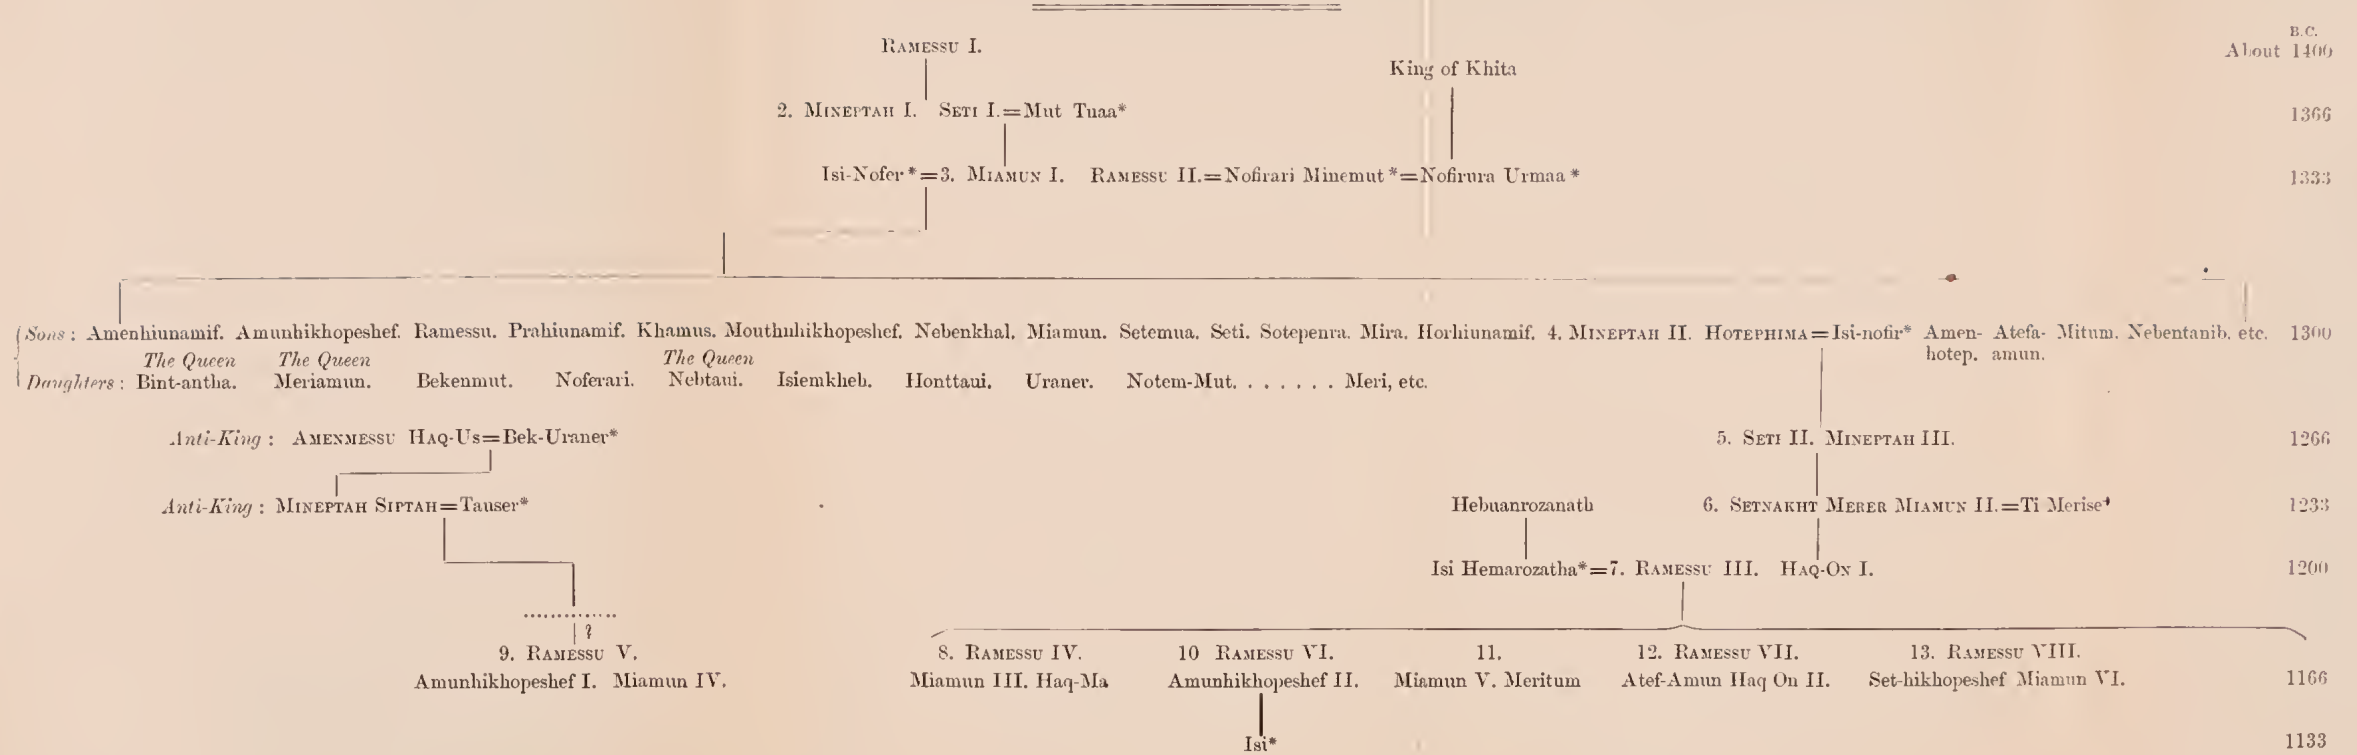 B.C.
RAMESSU I. About 1400
King of Khita
2. MINEPTAH I. SETI I.=Mut Tuaa* 1366
Isi-Nofer*=3. MIAMUN I. RAMESSU II.=Nofirari Minemut*=Nofirura Urmaa* 1333
Sons: Amenhiunamif. Amunhikhopeshef. Ramessu. Prahiunamif. Khamus. Mouthuhikhopeshef. Nebenkhal. Miamun. Setemua. Seti. Sotepenra. Mira. Horhiunamif. 4. MINEPTAH II. HOTEPHIMA=Isi-nofir* Amen- Atefa- Mitum. Nebentanib. etc. 1300
The Queen The Queen The Queen hotep. amun.
Daughters: Bint-antha. Meriamun. Bekenmut. Noferari. Nebtaui. Isiemkheb. Honttaui. Uraner. Notem-Mut. . . . . . . Meri, etc.
Anti-King: AMENMESSU HAQ-US=Bek-Uraner* 5. SETI II. MINEPTAH III. 1266
Anti-King: MINEPTAH SIPTAH=Tauser* Hebuanrozanath 6. SETNAKHT MERER MIAMUN II.=Ti Merise* 1233
Isi Hemarozatha*=7. RAMESSU III. HAQ-ON I. 1200
?
9. RAMESSU V. 8. RAMESSU IV. 10 RAMESSU VI. 11. 12. RAMESSU VII. 13. RAMESSU VIII.
Amunhikhopeshef I. Miamun IV. Miamun III. Haq-Ma Amunhikhopeshef II. Miamun V. Meritum Atef-Amun Haq On II. Set-hikhopeshef Miamun VI. 1166
Isi* 1133